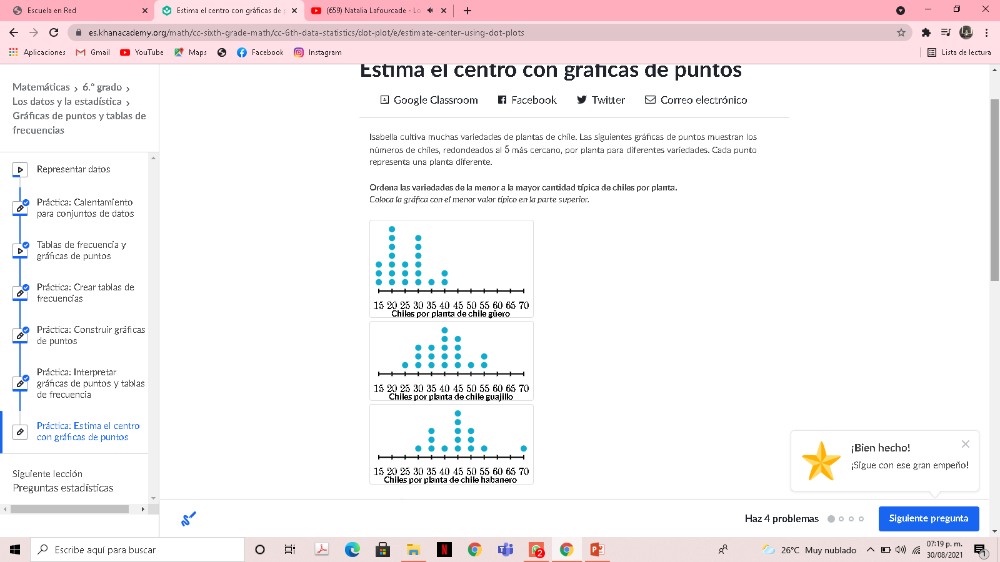 Escuela en Red
Estima el centro con gráficas de p
(659) Natalia Lafourcade - Lo
es.khanacademy.org/math/cc-sixth-grade-math/cc-6th-data-statistics/dot-plot/e/estimate-center-using-dot-plots
Aplicaciones
Gmail
YouTube
Maps
Facebook
Instagram
Lista de lectura
Matemáticas > 6.º grado >
Los datos y la estadística >
Gráficas de puntos y tablas de
frecuencias
Representar datos
Práctica: Calentamiento
para conjuntos de datos
Tablas de frecuencia y
gráficas de puntos
Práctica: Crear tablas de
frecuencias
Práctica: Construir gráficas
de puntos
Práctica: Interpretar
gráficas de puntos y tablas
de frecuencia
Práctica: Estima el centro
con gráficas de puntos
Siguiente lección
Preguntas estadísticas
Estima el centro con gráficas de puntos
Google Classroom
Facebook
Twitter
Correo electrónico
Isabella cultiva muchas variedades de plantas de chile. Las siguientes gráficas de puntos muestran los
números de chiles, redondeados al 5 más cercano, por planta para diferentes variedades. Cada punto
representa una planta diferente.
Ordena las variedades de la menor a la mayor cantidad típica de chiles por planta.
Coloca la gráfica con el menor valor típico en la parte superior.
15 20 25 30 35 40 45 50 55 60 65 70
Chiles por planta de chile güero
15 20 25 30 35 40 45 50 55 60 65 70
Chiles por planta de chile guajillo
15 20 25 30 35 40 45 50 55 60 65 70
Chiles por planta de chile habanero
¡Bien hecho!
¡Sigue con ese gran empeño!
Haz 4 problemas
Siguiente pregunta
Escribe aquí para buscar
N
2
26°C Muy nublado
07:19 p. m.
30/08/2021
1